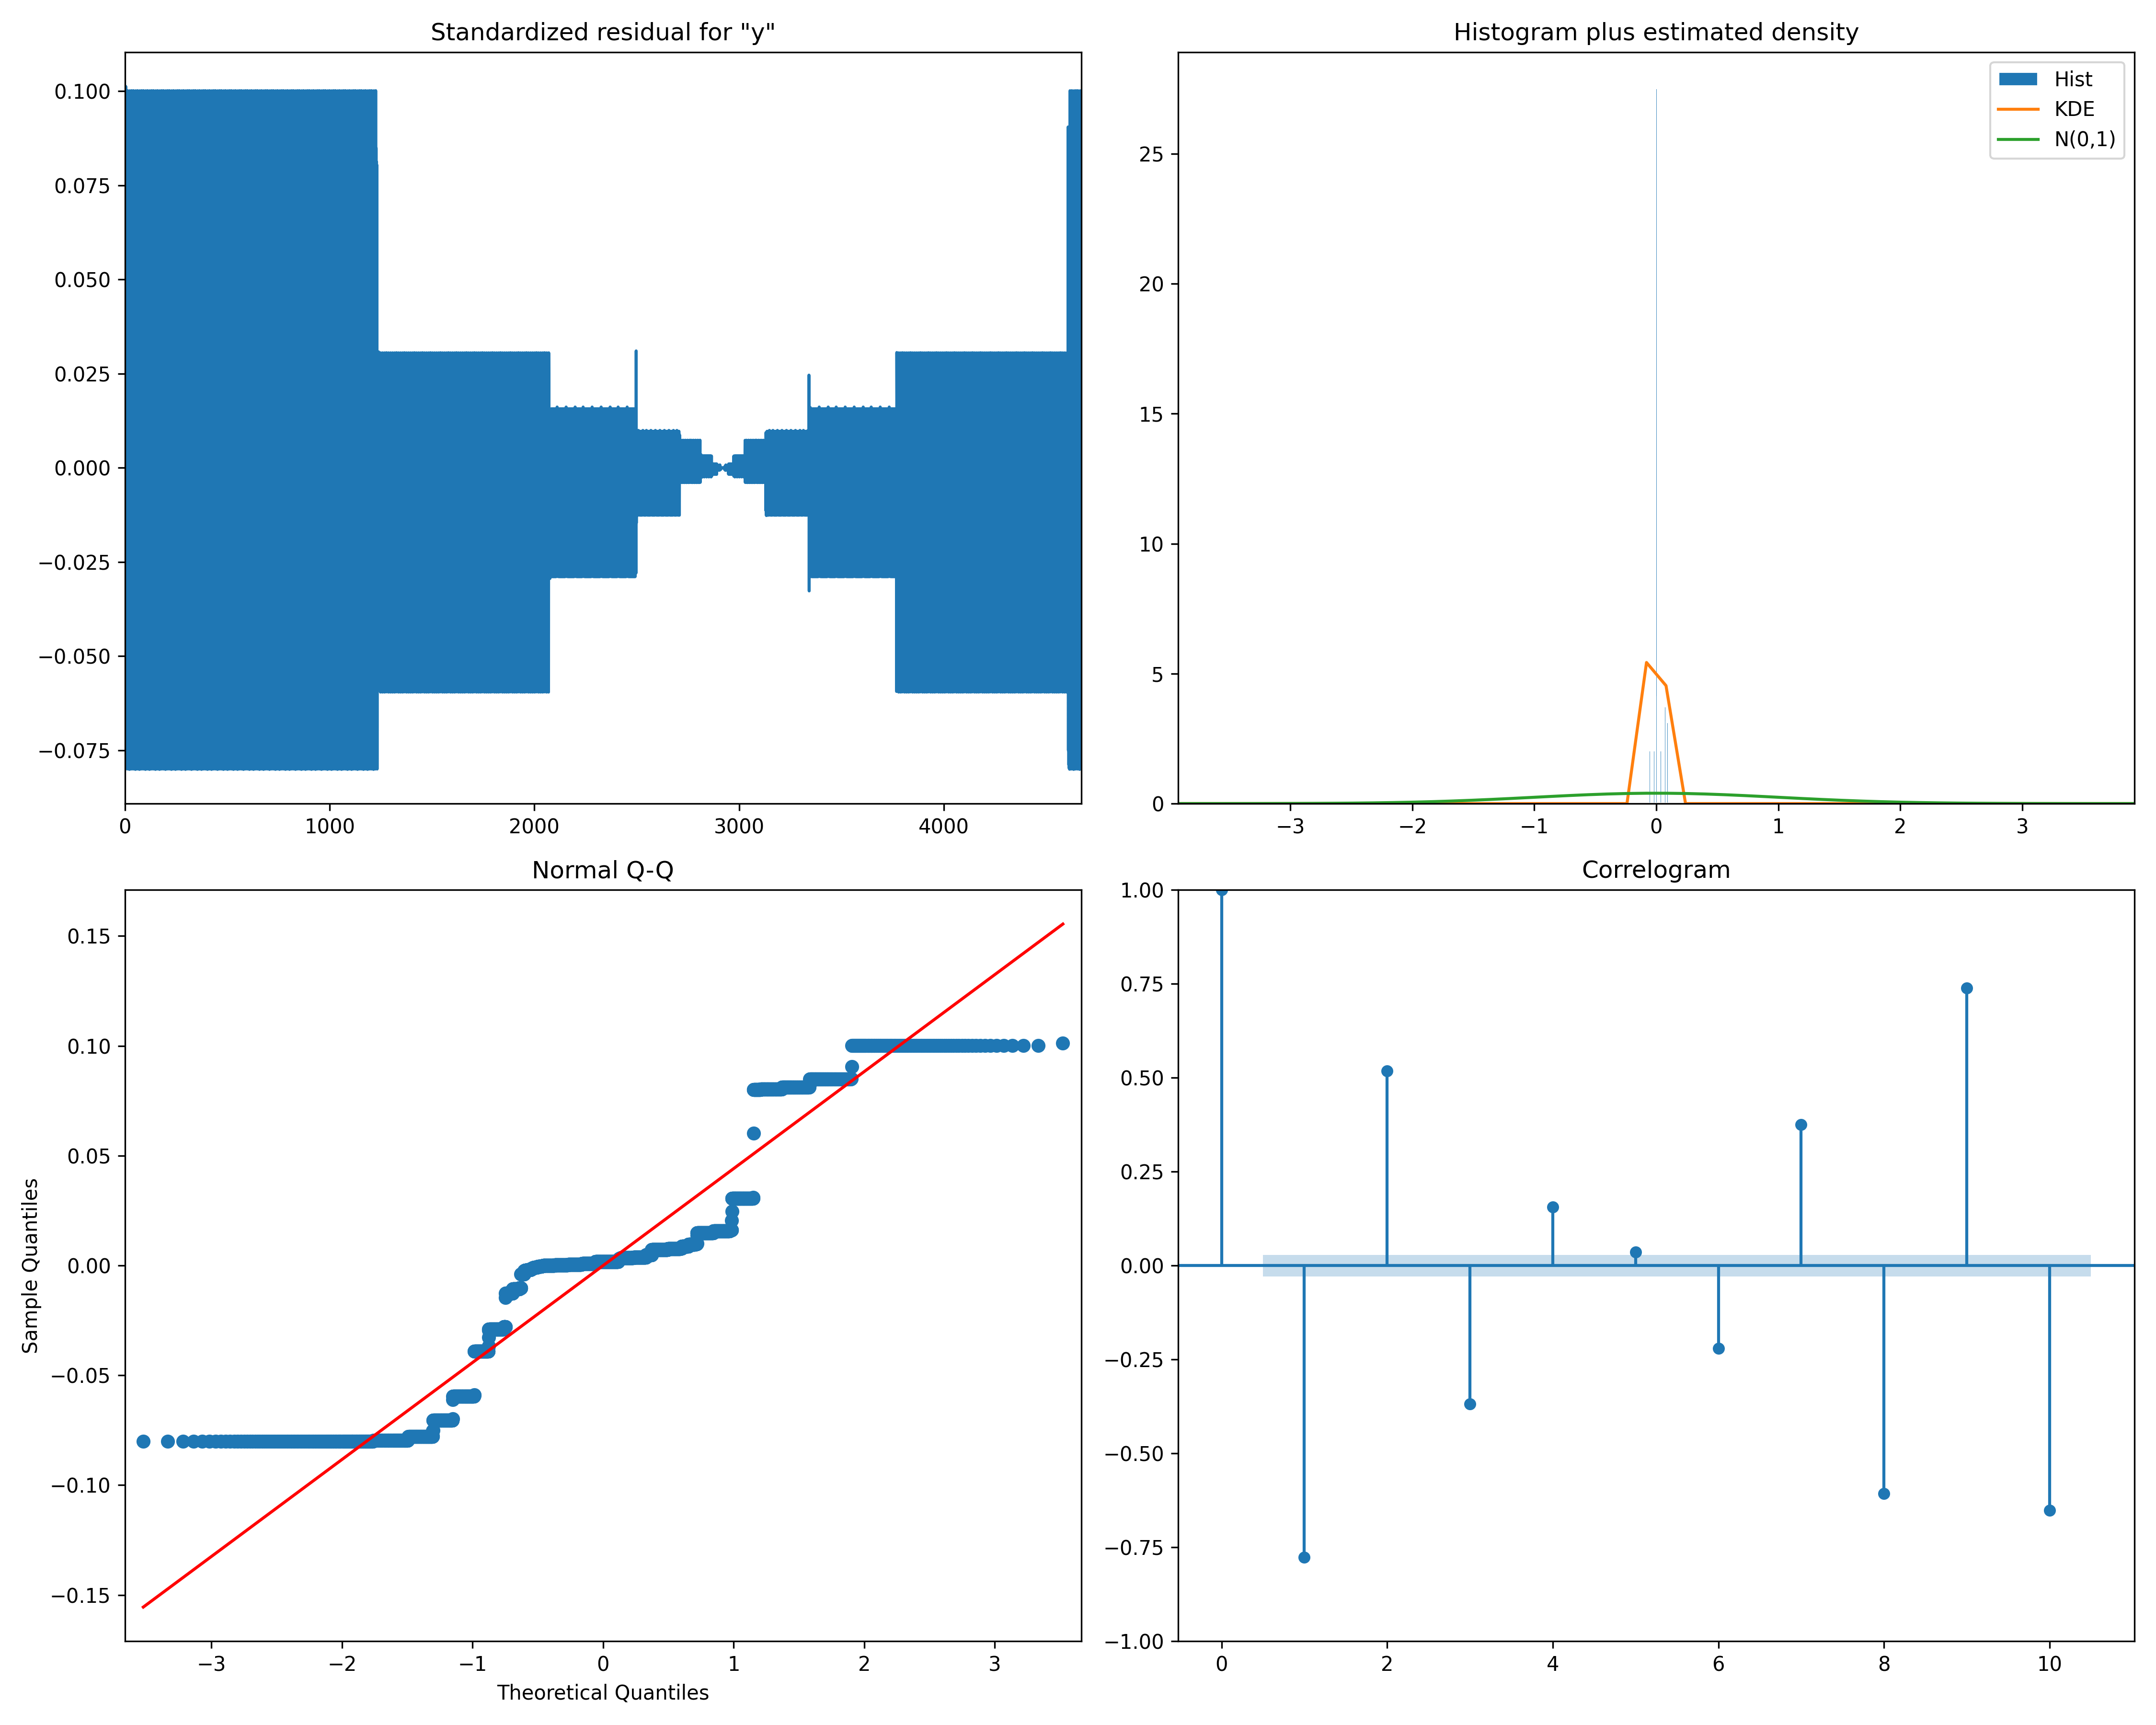 Standardized residual for "y"
0.100
0.075
0.050
0.025
0.000
−0.025
−0.050
−0.075
0 1000 2000 3000 4000
Histogram plus estimated density
Hist
KDE
N(0,1)
25
20
15
10
5
0
−3 −2 −1 0 1 2 3
Normal Q-Q
Sample Quantiles
0.15
0.10
0.05
0.00
−0.05
−0.10
−0.15
−3 −2 −1 0 1 2 3
Theoretical Quantiles
Correlogram
1.00
0.75
0.50
0.25
0.00
−0.25
−0.50
−0.75
−1.00
0 2 4 6 8 10